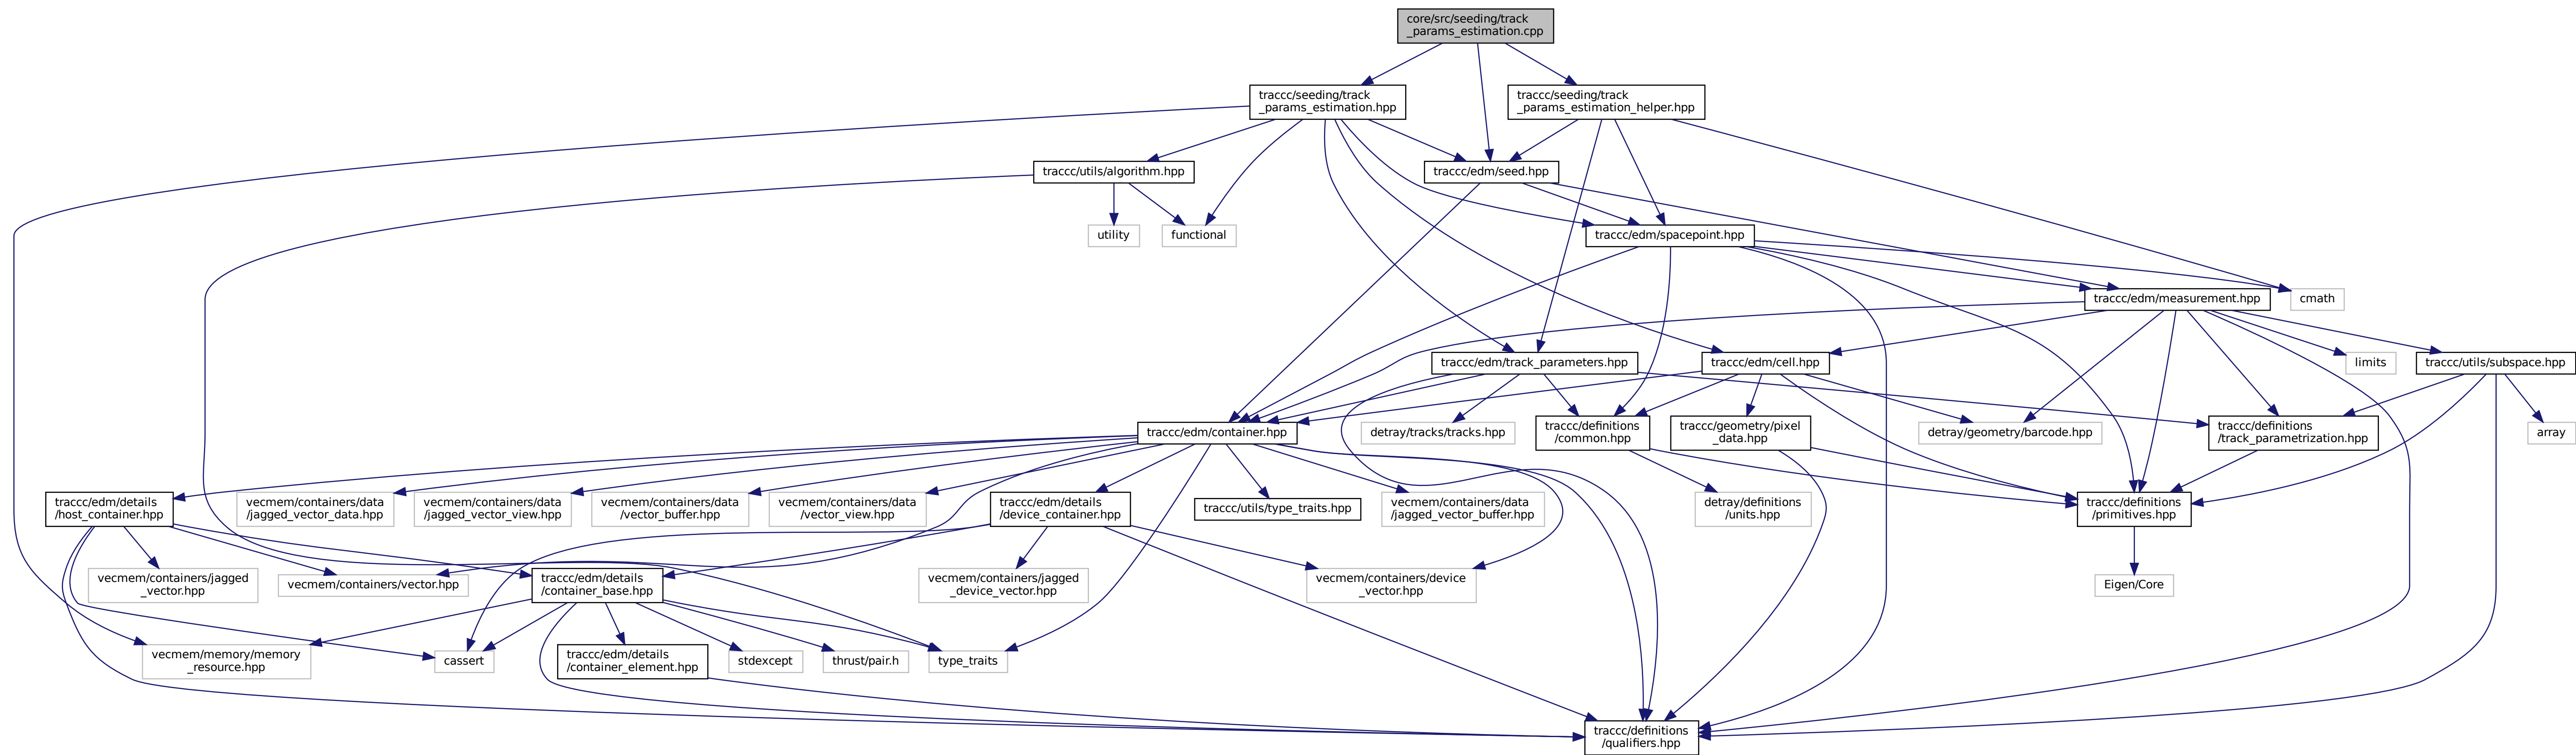 core/src/seeding/track
_params_estimation.cpp
traccc/seeding/track
_params_estimation.hpp
traccc/seeding/track
_params_estimation_helper.hpp
traccc/utils/algorithm.hpp
traccc/edm/seed.hpp
utility
functional
traccc/edm/spacepoint.hpp
traccc/edm/measurement.hpp
cmath
traccc/edm/track_parameters.hpp
traccc/edm/cell.hpp
limits
traccc/utils/subspace.hpp
traccc/edm/container.hpp
detray/tracks/tracks.hpp
traccc/definitions
/common.hpp
traccc/geometry/pixel
_data.hpp
detray/geometry/barcode.hpp
traccc/definitions
/track_parametrization.hpp
array
traccc/edm/details
/host_container.hpp
vecmem/containers/data
/jagged_vector_data.hpp
vecmem/containers/data
/jagged_vector_view.hpp
vecmem/containers/data
/vector_buffer.hpp
vecmem/containers/data
/vector_view.hpp
traccc/edm/details
/device_container.hpp
traccc/utils/type_traits.hpp
vecmem/containers/data
/jagged_vector_buffer.hpp
detray/definitions
/units.hpp
traccc/definitions
/primitives.hpp
vecmem/containers/jagged
_vector.hpp
vecmem/containers/vector.hpp
traccc/edm/details
/container_base.hpp
vecmem/containers/jagged
_device_vector.hpp
vecmem/containers/device
_vector.hpp
Eigen/Core
vecmem/memory/memory
_resource.hpp
cassert
traccc/edm/details
/container_element.hpp
stdexcept
thrust/pair.h
type_traits
traccc/definitions
/qualifiers.hpp